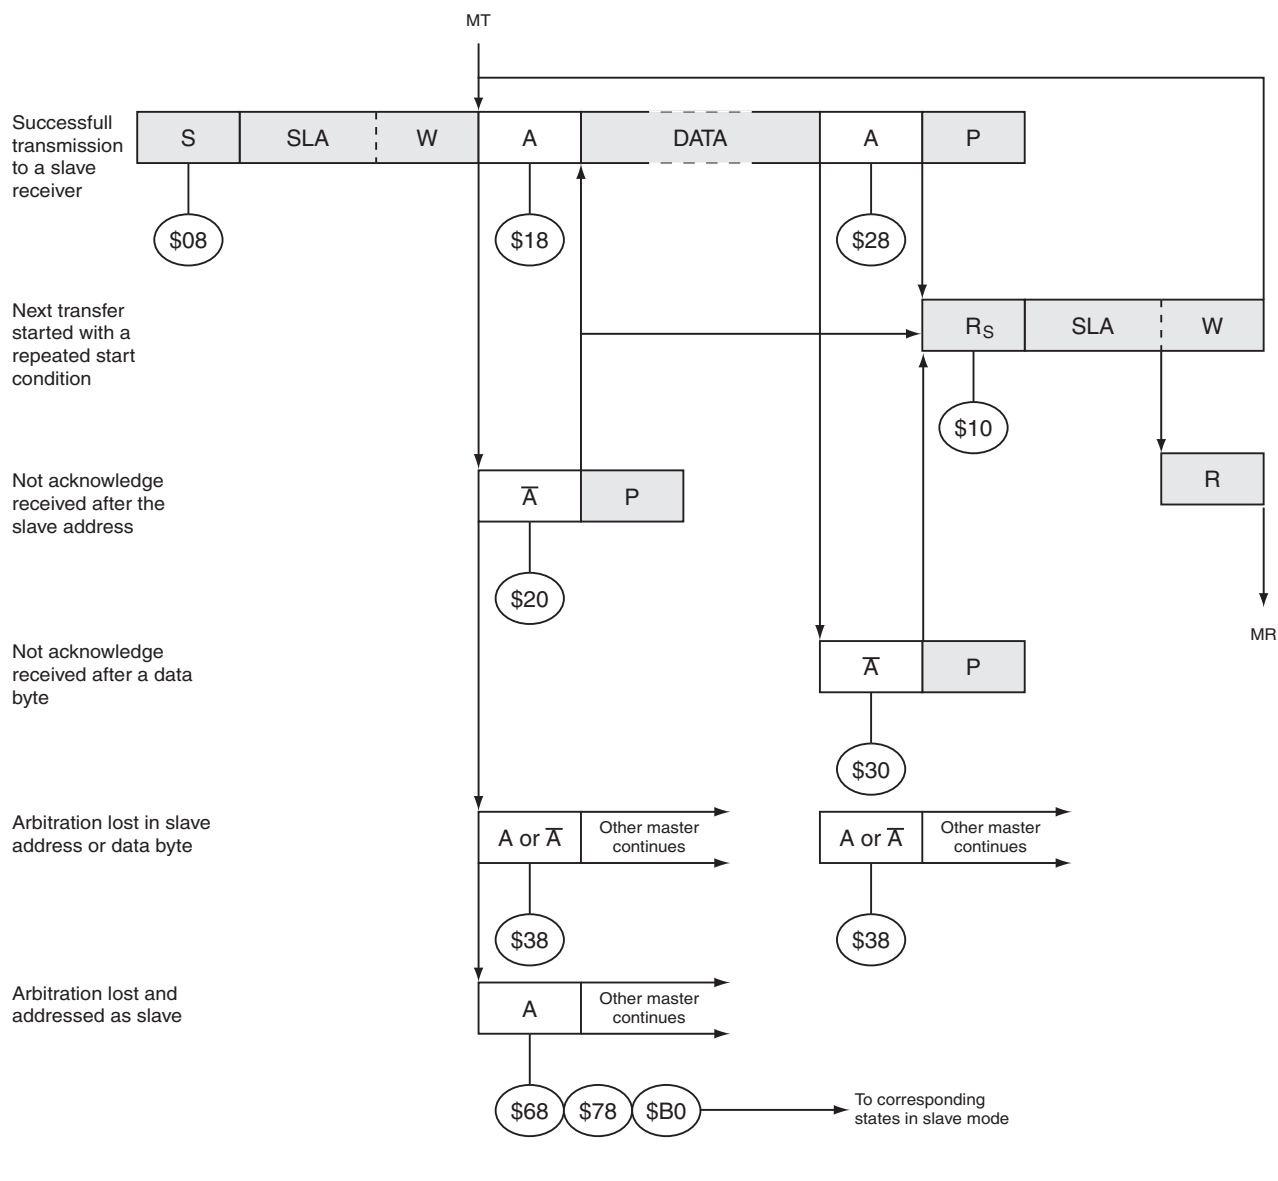 MT
Successfull
transmission
to a slave
receiver
S SLA W A DATA A P
$08 $18 $28
Next transfer
started with a
repeated start
condition
RS SLA W
$10
Not acknowledge
received after the
slave address
A̅ P
R
$20
MR
Not acknowledge
received after a data
byte
A̅ P
$30
Arbitration lost in slave
address or data byte
A or A̅ Other master
continues
A or A̅ Other master
continues
$38 $38
Arbitration lost and
addressed as slave
A Other master
continues
$68 $78 $B0
To corresponding
states in slave mode